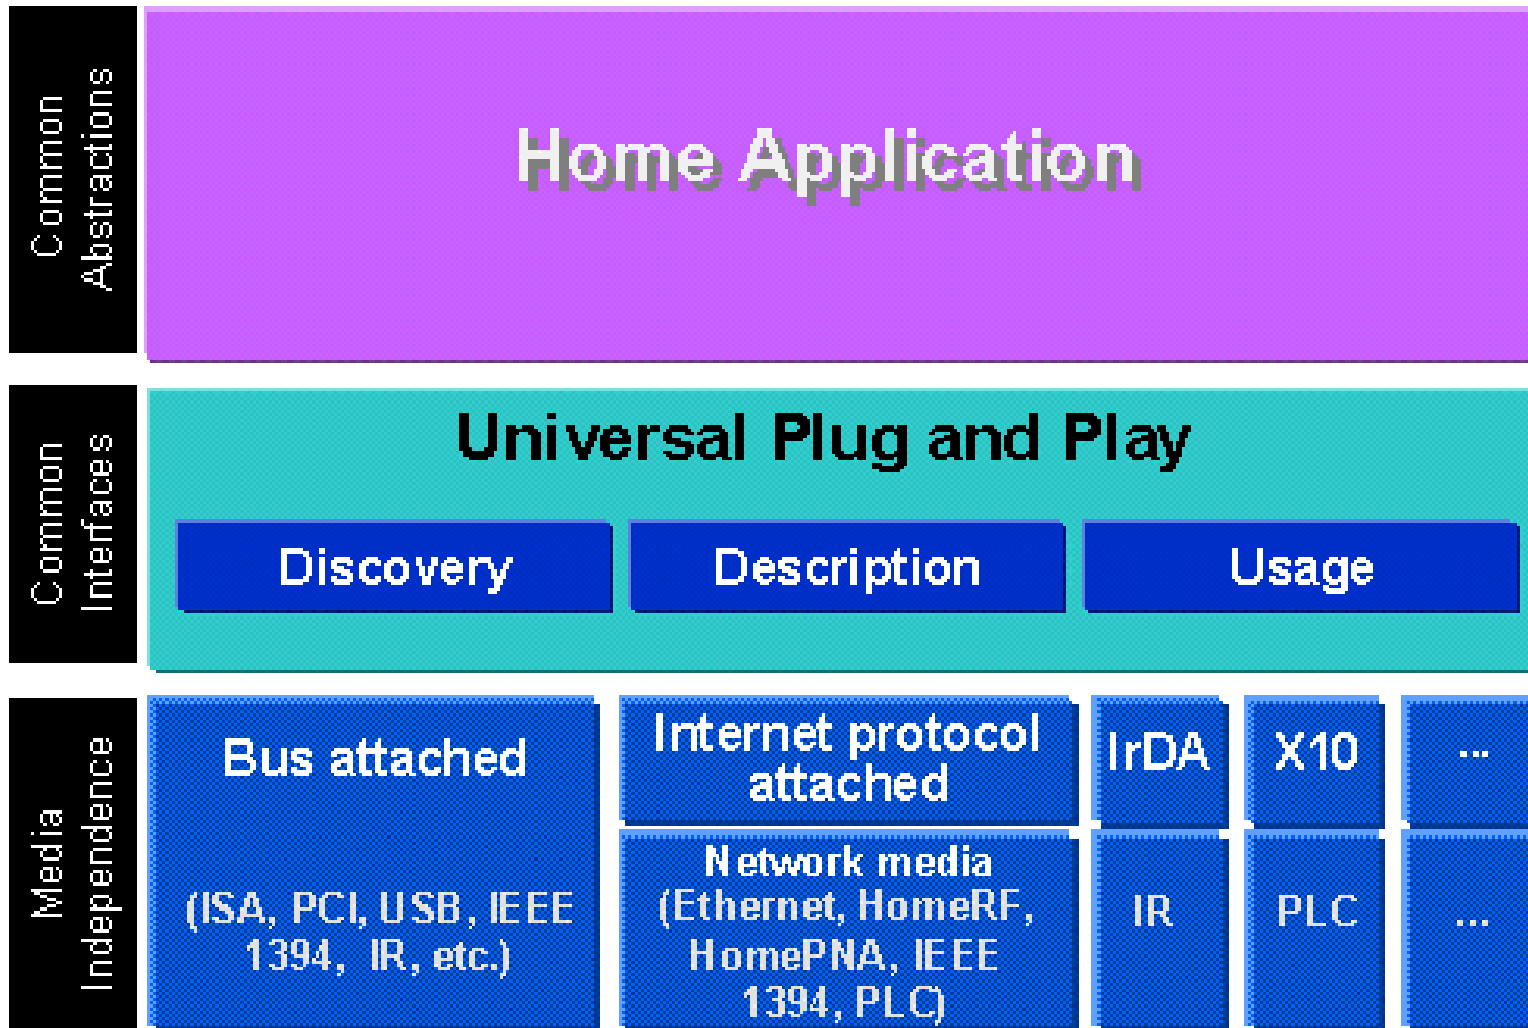 Common
Abstractions
Home Application
Common
Interfaces
Universal Plug and Play
Discovery
Description
Usage
Media
Independence
Bus attached
(ISA, PCI, USB, IEEE
1394, IR, etc.)
Internet protocol
attached
Network media
(Ethernet, HomeRF,
HomePNA, IEEE
1394, PLC)
IrDA
IR
X10
PLC
...
...